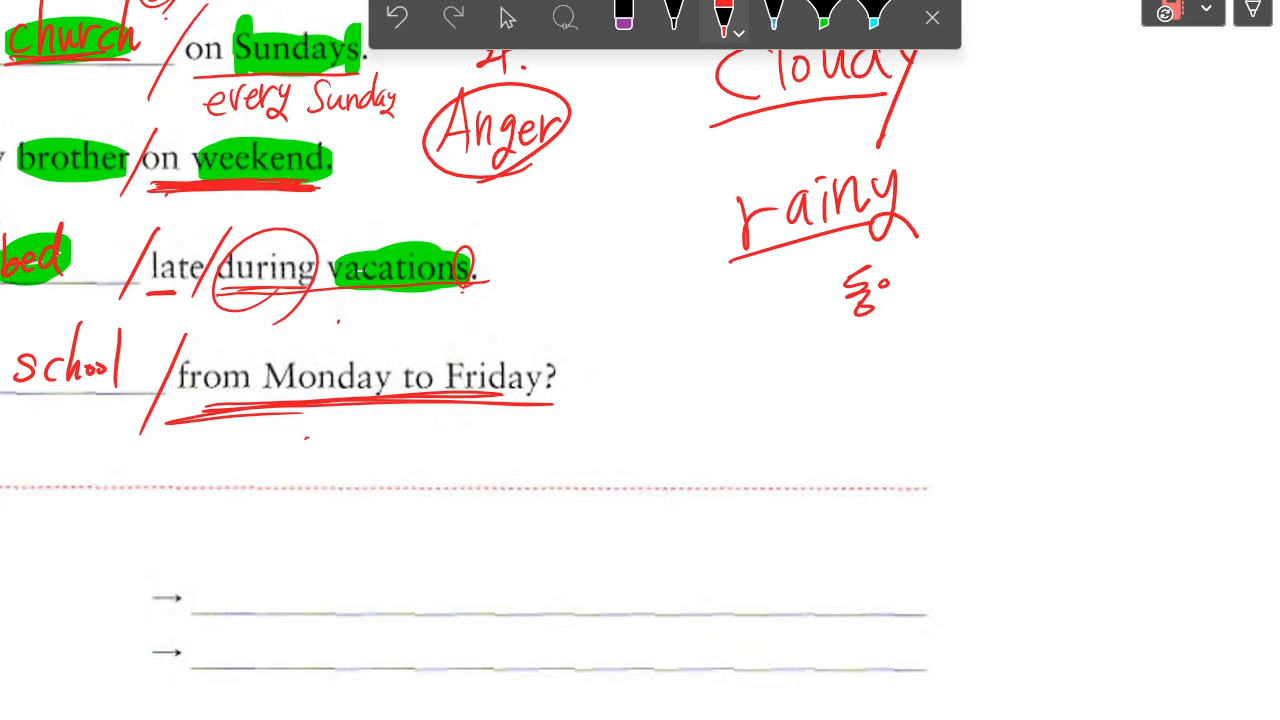 church / on Sundays.
every Sunday
4.
Anger
cloudy
brother / on weekend.
rainy
bed / late / during vacations.
school / from Monday to Friday?
→
→